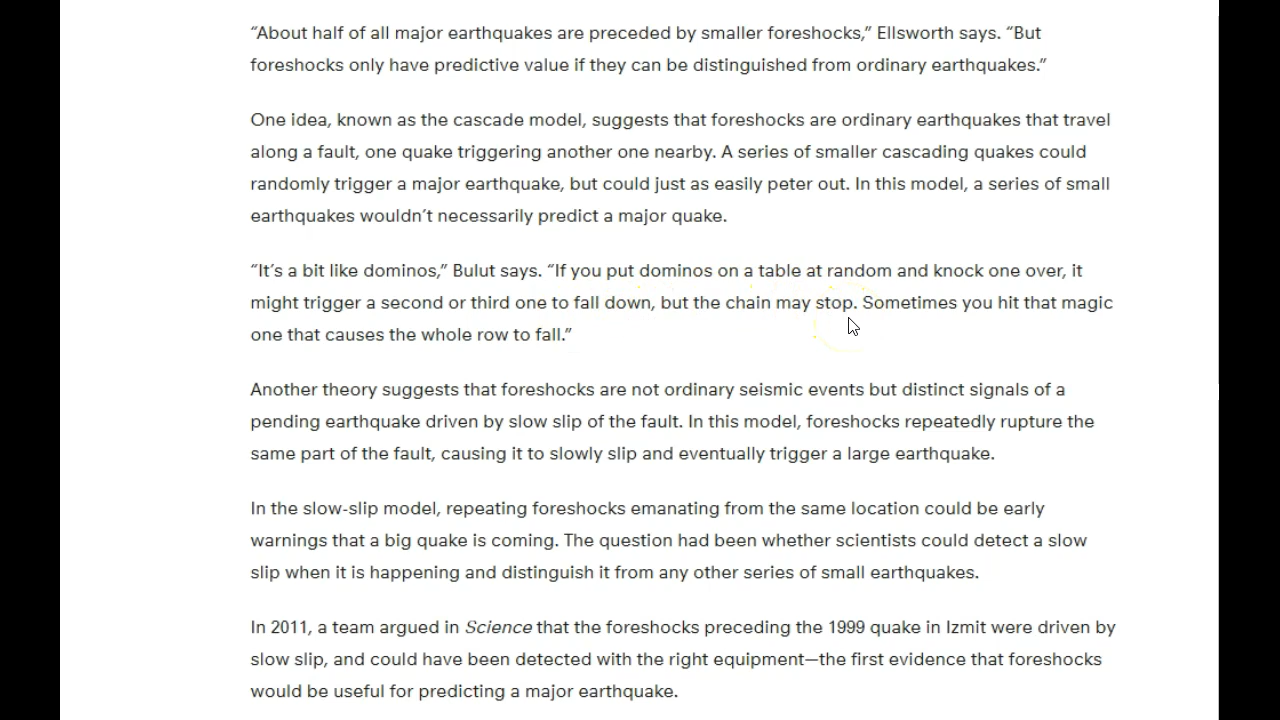 “About half of all major earthquakes are preceded by smaller foreshocks,” Ellsworth says. “But
foreshocks only have predictive value if they can be distinguished from ordinary earthquakes.”
One idea, known as the cascade model, suggests that foreshocks are ordinary earthquakes that travel
along a fault, one quake triggering another one nearby. A series of smaller cascading quakes could
randomly trigger a major earthquake, but could just as easily peter out. In this model, a series of small
earthquakes wouldn’t necessarily predict a major quake.
“It’s a bit like dominos,” Bulut says. “If you put dominos on a table at random and knock one over, it
might trigger a second or third one to fall down, but the chain may stop. Sometimes you hit that magic
one that causes the whole row to fall.”
Another theory suggests that foreshocks are not ordinary seismic events but distinct signals of a
pending earthquake driven by slow slip of the fault. In this model, foreshocks repeatedly rupture the
same part of the fault, causing it to slowly slip and eventually trigger a large earthquake.
In the slow-slip model, repeating foreshocks emanating from the same location could be early
warnings that a big quake is coming. The question had been whether scientists could detect a slow
slip when it is happening and distinguish it from any other series of small earthquakes.
In 2011, a team argued in Science that the foreshocks preceding the 1999 quake in Izmit were driven by
slow slip, and could have been detected with the right equipment—the first evidence that foreshocks
would be useful for predicting a major earthquake.